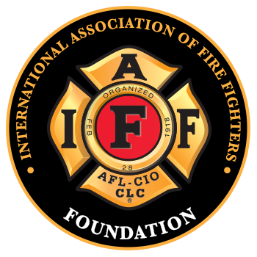 · INTERNATIONAL ASSOCIATION OF FIRE FIGHTERS ·
A
I F F
ORGANIZED
FEB 1918
28
AFL-CIO
CLC
FOUNDATION